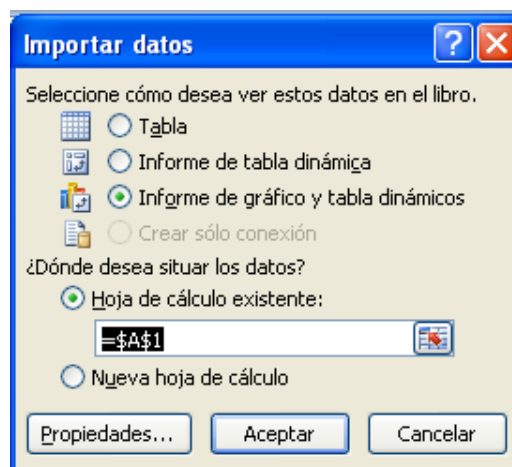 Importar datos
Seleccione cómo desea ver estos datos en el libro.
Tabla
Informe de tabla dinámica
Informe de gráfico y tabla dinámicos
Crear sólo conexión
¿Dónde desea situar los datos?
Hoja de cálculo existente:
=$A$1
Nueva hoja de cálculo
Propiedades... Aceptar Cancelar